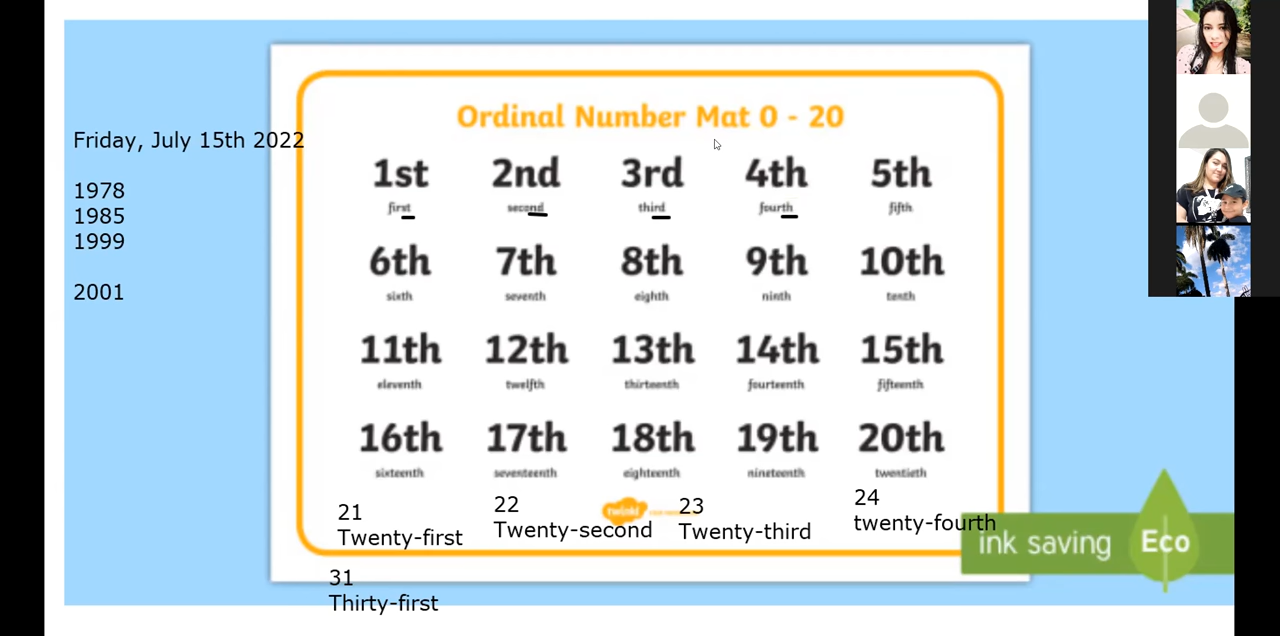 Friday, July 15th 2022
1978
1985
1999
2001
Ordinal Number Mat 0 - 20
1st 2nd 3rd 4th 5th
first second third fourth fifth
6th 7th 8th 9th 10th
sixth seventh eighth ninth tenth
11th 12th 13th 14th 15th
eleventh twelfth thirteenth fourteenth fifteenth
16th 17th 18th 19th 20th
sixteenth seventeenth eighteenth nineteenth twentieth
21 22 23 24
Twenty-first Twenty-second Twenty-third twenty-fourth
twinkl
31
Thirty-first
ink saving Eco